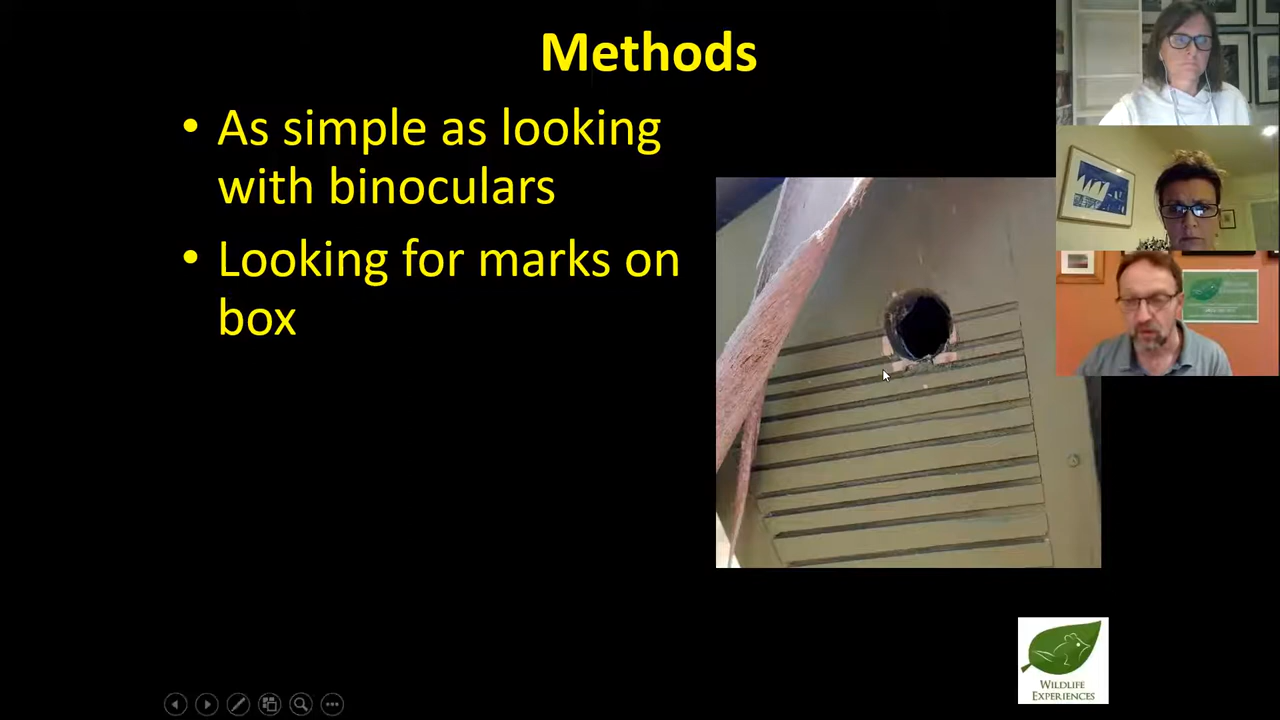 Methods
• As simple as looking
with binoculars
• Looking for marks on
box
WILDLIFE
EXPERIENCES